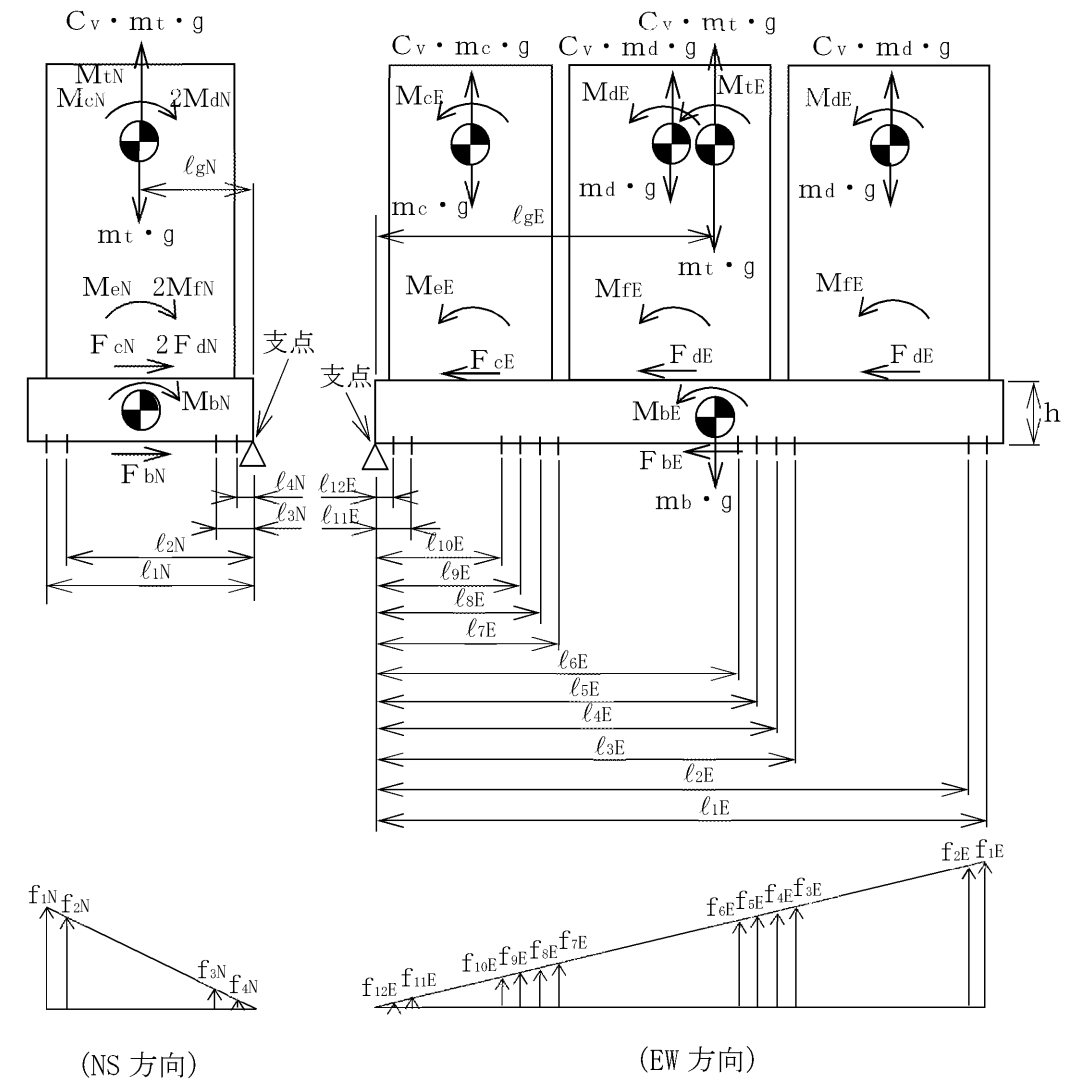 Cv・mt・g
MtN
McN 2MdN
ℓgN
mt・g
MeN 2MfN
FcN 2FdN
支点
MbN
FbN
ℓ4N
ℓ3N
ℓ2N
ℓ1N
Cv・mt・g
Cv・mc・g Cv・md・g Cv・md・g
McE MdE MtE MdE
md・g md・g
mc・g
ℓgE
mt・g
MeE MfE MfE
FcE FdE FdE
支点
MbE
h
FbE
mb・g
ℓ12E
ℓ11E
ℓ10E
ℓ9E
ℓ8E
ℓ7E
ℓ6E
ℓ5E
ℓ4E
ℓ3E
ℓ2E
ℓ1E
f1N f2N
f3N f4N
(NS 方向)
f12E f11E f10E f9E f8E f7E f6E f5E f4E f3E f2E f1E
(EW 方向)